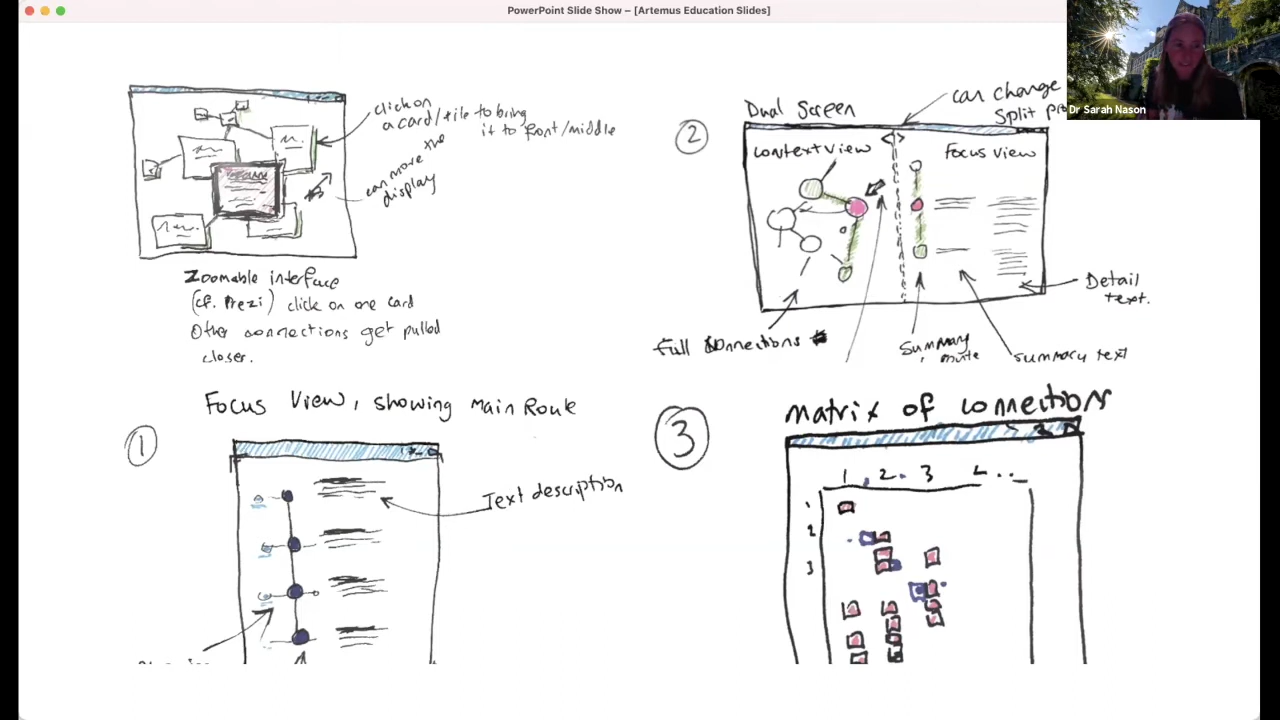 PowerPoint Slide Show – [Artemus Education Slides]
Dr Sarah Nason
click on
a card/tile to bring
it to front/middle
can move the
display
Zoomable interface
(cf. Prezi) click on one card
Other connections get pulled
closer.
2
Dual Screen
can change
Split
context view
<>
Focus view
Detail
text.
Full connections
Summary
route
Summary text
Focus View, showing Main Route
1
Text description
3
matrix of connections
1 2 3
1
2
3